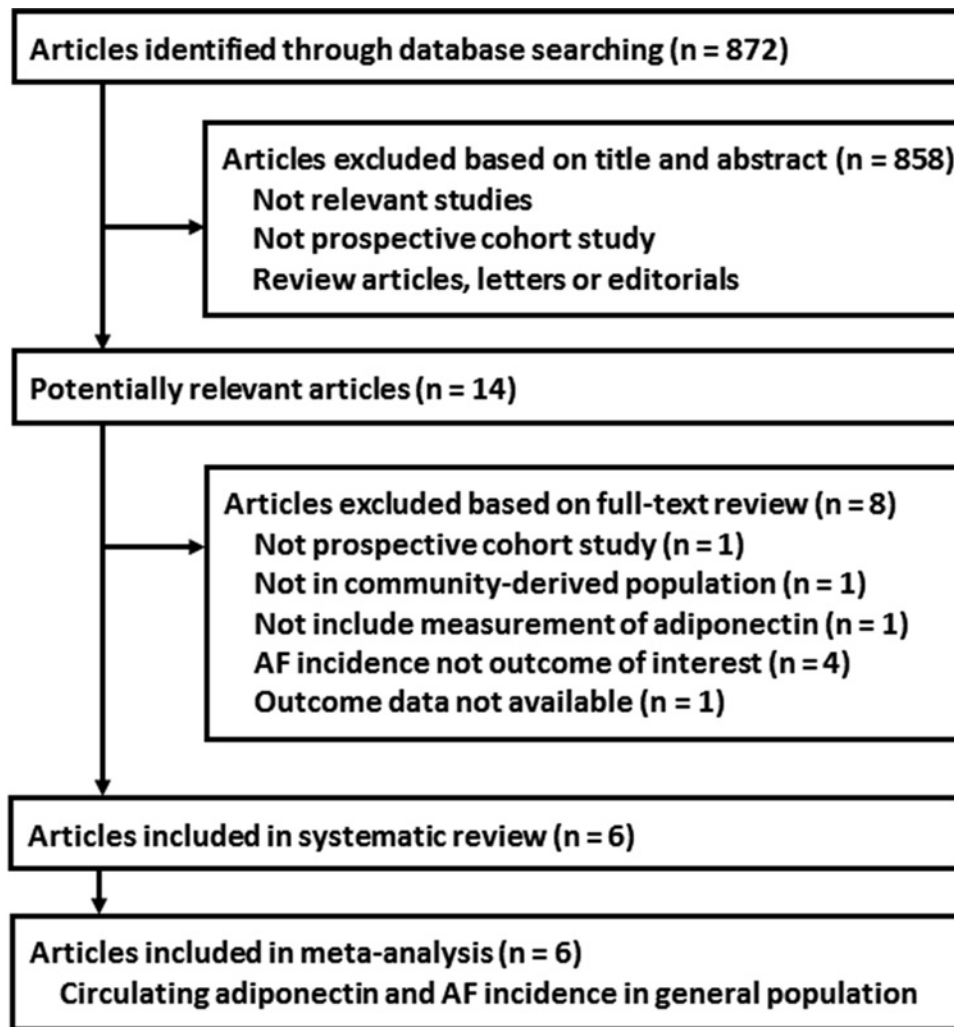 Articles identified through database searching (n = 872)
Articles excluded based on title and abstract (n = 858)
Not relevant studies
Not prospective cohort study
Review articles, letters or editorials
Potentially relevant articles (n = 14)
Articles excluded based on full-text review (n = 8)
Not prospective cohort study (n = 1)
Not in community-derived population (n = 1)
Not include measurement of adiponectin (n = 1)
AF incidence not outcome of interest (n = 4)
Outcome data not available (n = 1)
Articles included in systematic review (n = 6)
Articles included in meta-analysis (n = 6)
Circulating adiponectin and AF incidence in general population